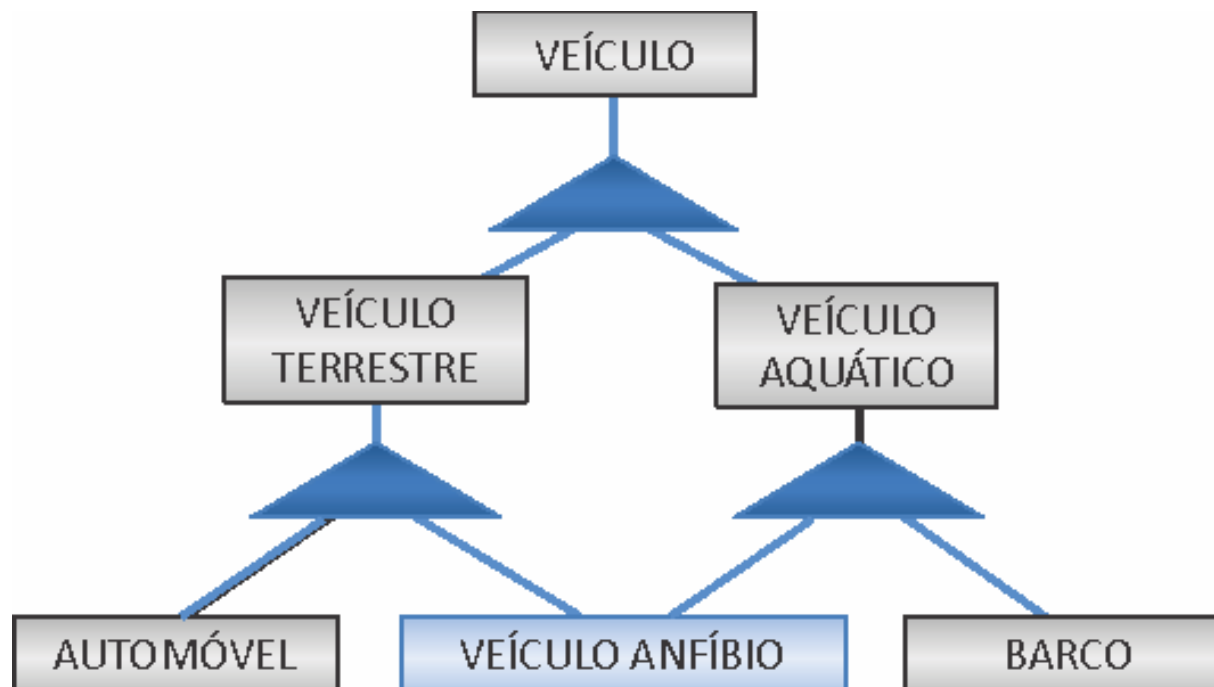 VEÍCULO
VEÍCULO
TERRESTRE
VEÍCULO
AQUÁTICO
AUTOMÓVEL
VEÍCULO ANFÍBIO
BARCO